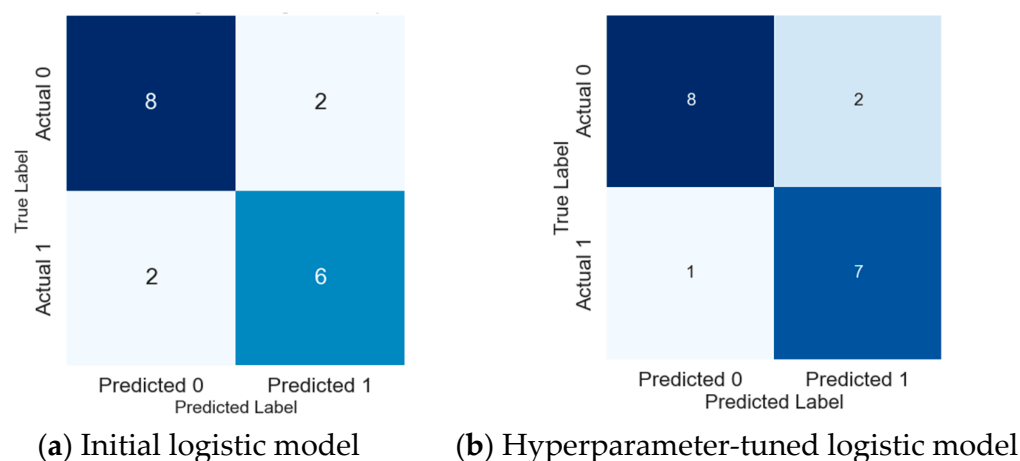 Actual 0
8
2
True Label
Actual 1
2
6
Predicted 0
Predicted 1
Predicted Label
(a) Initial logistic model
Actual 0
8
2
True Label
Actual 1
1
7
Predicted 0
Predicted 1
Predicted Label
(b) Hyperparameter-tuned logistic model